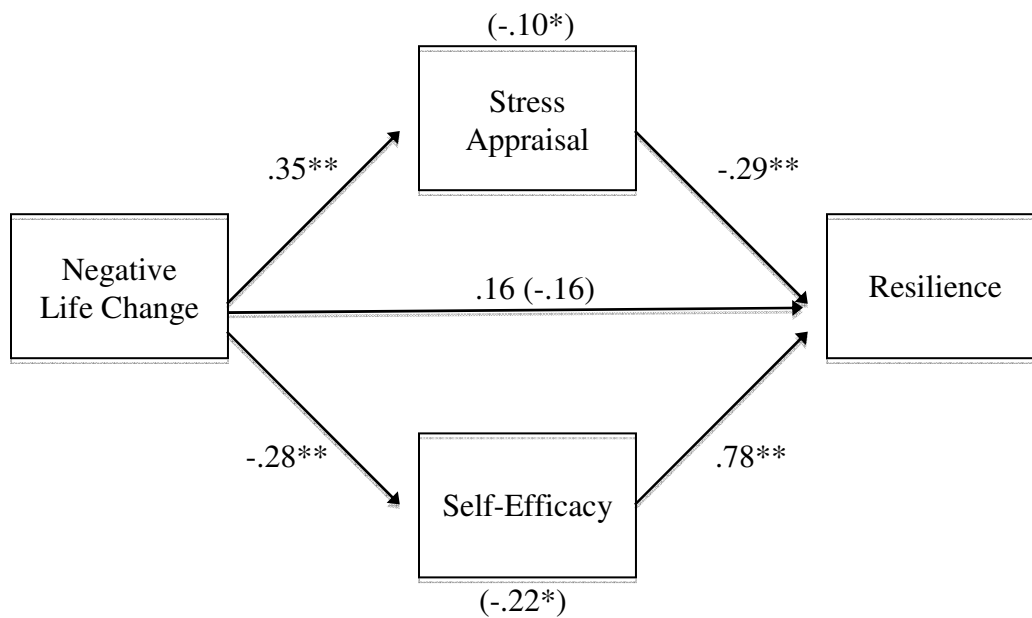 (-.10*)
Stress
Appraisal
.35**
-.29**
Negative
Life Change
.16 (-.16)
Resilience
-.28**
.78**
Self-Efficacy
(-.22*)